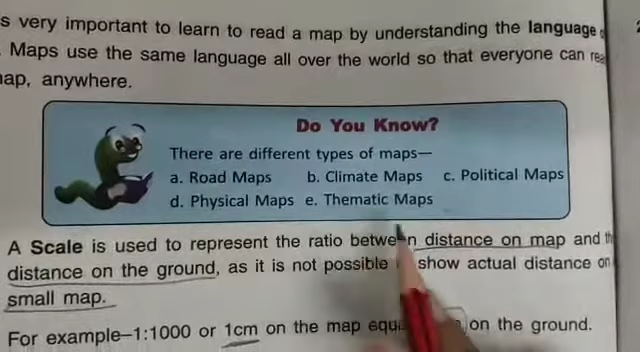 s very important to learn to read a map by understanding the language
. Maps use the same language all over the world so that everyone can
ap, anywhere.
Do You Know?
There are different types of maps—
a. Road Maps b. Climate Maps c. Political Maps
d. Physical Maps e. Thematic Maps
A Scale is used to represent the ratio between distance on map and
distance on the ground, as it is not possible show actual distance on
small map.
For example–1:1000 or 1cm on the map on the ground.